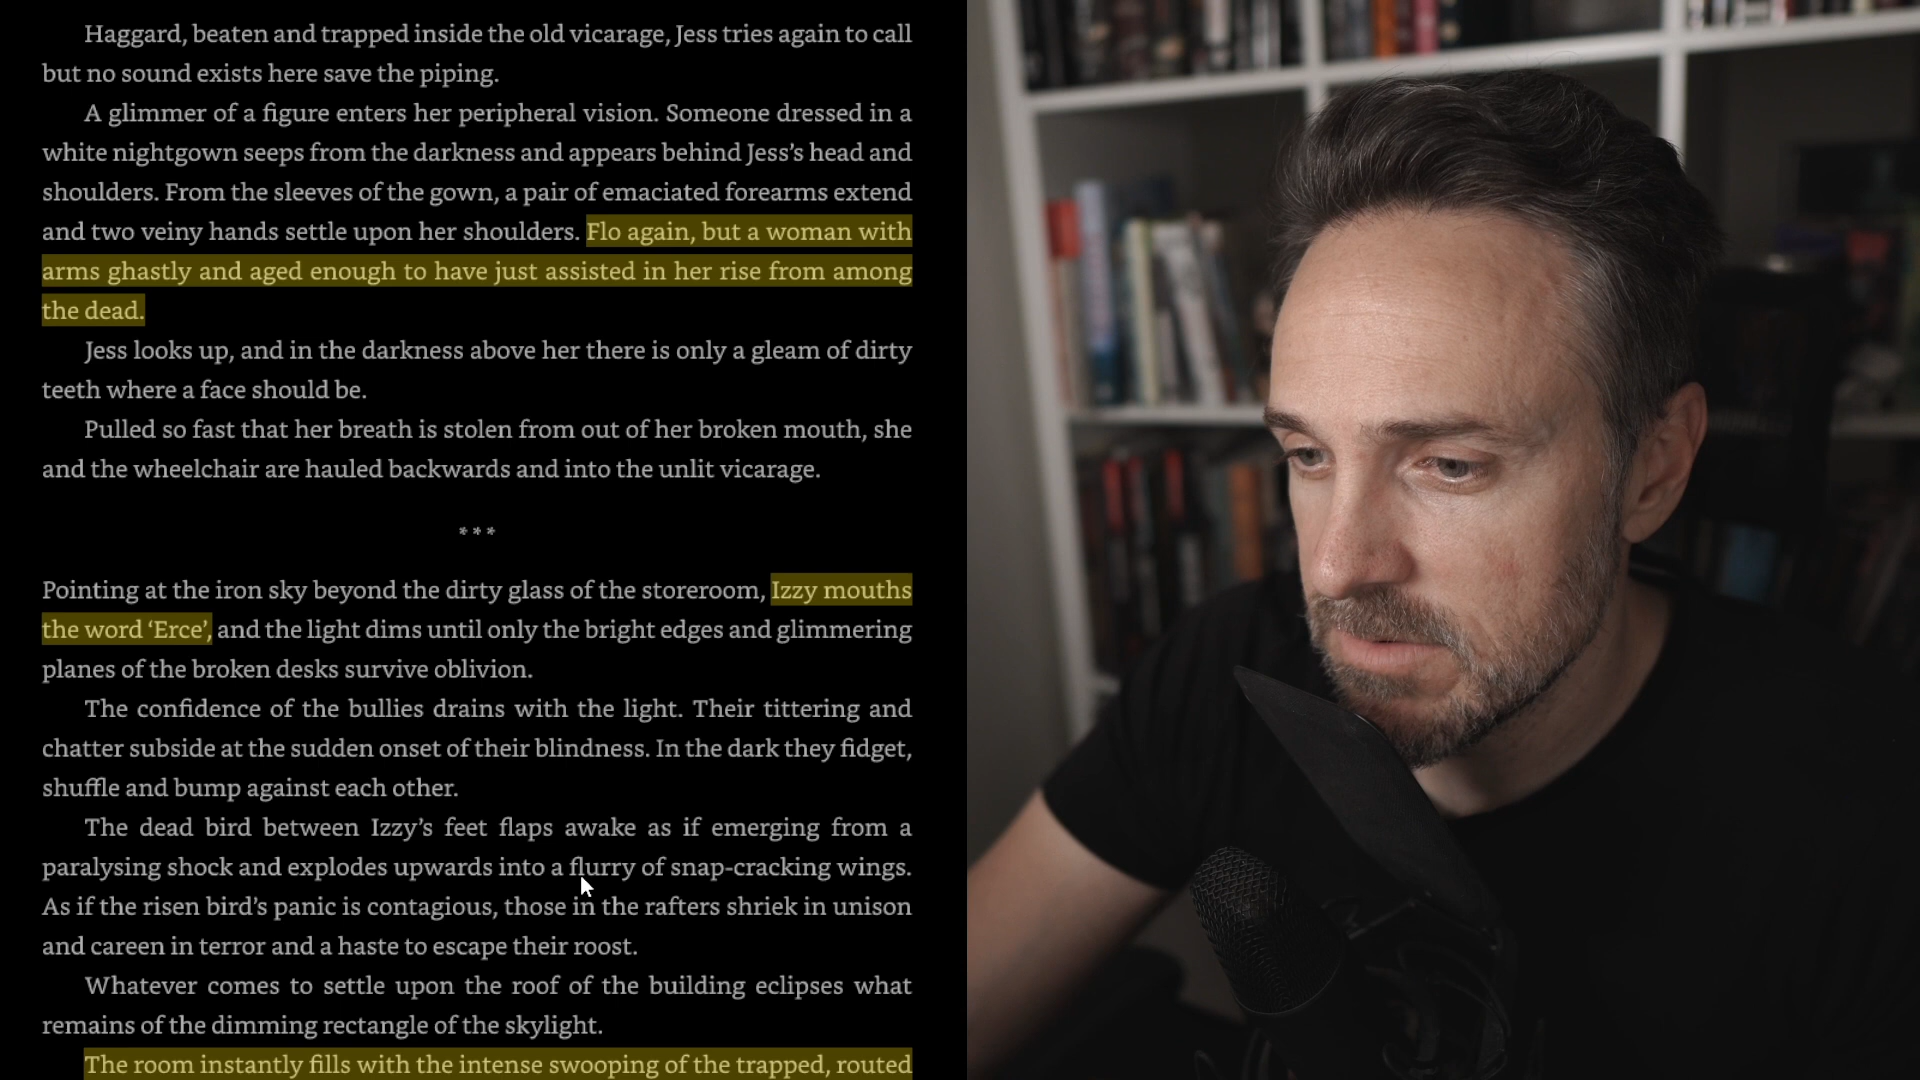 Haggard, beaten and trapped inside the old vicarage, Jess tries again to call
but no sound exists here save the piping.
A glimmer of a figure enters her peripheral vision. Someone dressed in a
white nightgown seeps from the darkness and appears behind Jess’s head and
shoulders. From the sleeves of the gown, a pair of emaciated forearms extend
and two veiny hands settle upon her shoulders. Flo again, but a woman with
arms ghastly and aged enough to have just assisted in her rise from among
the dead.
Jess looks up, and in the darkness above her there is only a gleam of dirty
teeth where a face should be.
Pulled so fast that her breath is stolen from out of her broken mouth, she
and the wheelchair are hauled backwards and into the unlit vicarage.
***
Pointing at the iron sky beyond the dirty glass of the storeroom, Izzy mouths
the word ‘Erce’, and the light dims until only the bright edges and glimmering
planes of the broken desks survive oblivion.
The confidence of the bullies drains with the light. Their tittering and
chatter subside at the sudden onset of their blindness. In the dark they fidget,
shuffle and bump against each other.
The dead bird between Izzy’s feet flaps awake as if emerging from a
paralysing shock and explodes upwards into a flurry of snap-cracking wings.
As if the risen bird’s panic is contagious, those in the rafters shriek in unison
and careen in terror and a haste to escape their roost.
Whatever comes to settle upon the roof of the building eclipses what
remains of the dimming rectangle of the skylight.
The room instantly fills with the intense swooping of the trapped, routed